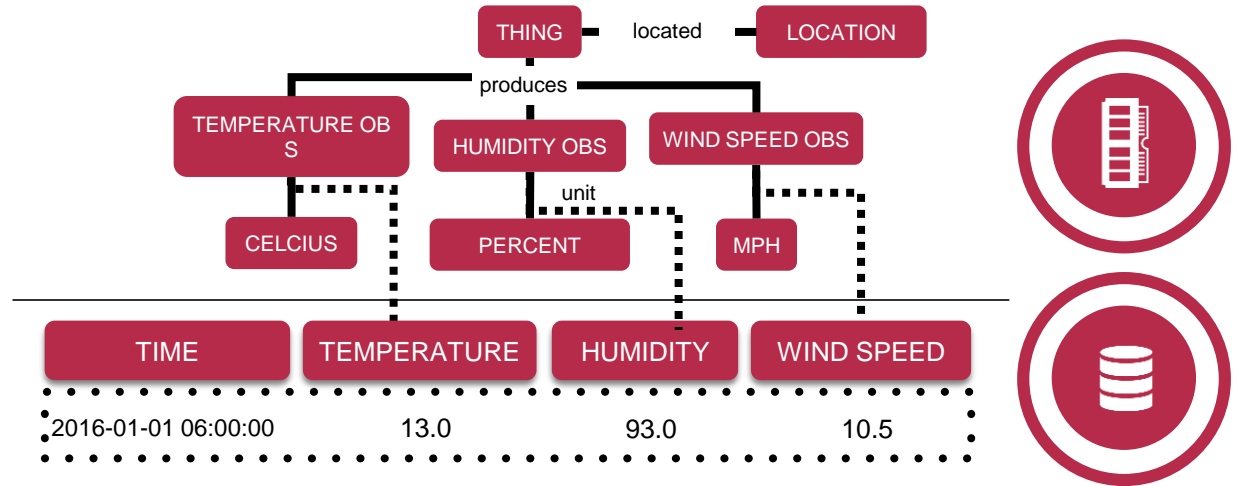 THING
located
LOCATION
produces
TEMPERATURE OB
S
HUMIDITY OBS
WIND SPEED OBS
unit
CELCIUS
PERCENT
MPH
TIME
TEMPERATURE
HUMIDITY
WIND SPEED
2016-01-01 06:00:00
13.0
93.0
10.5